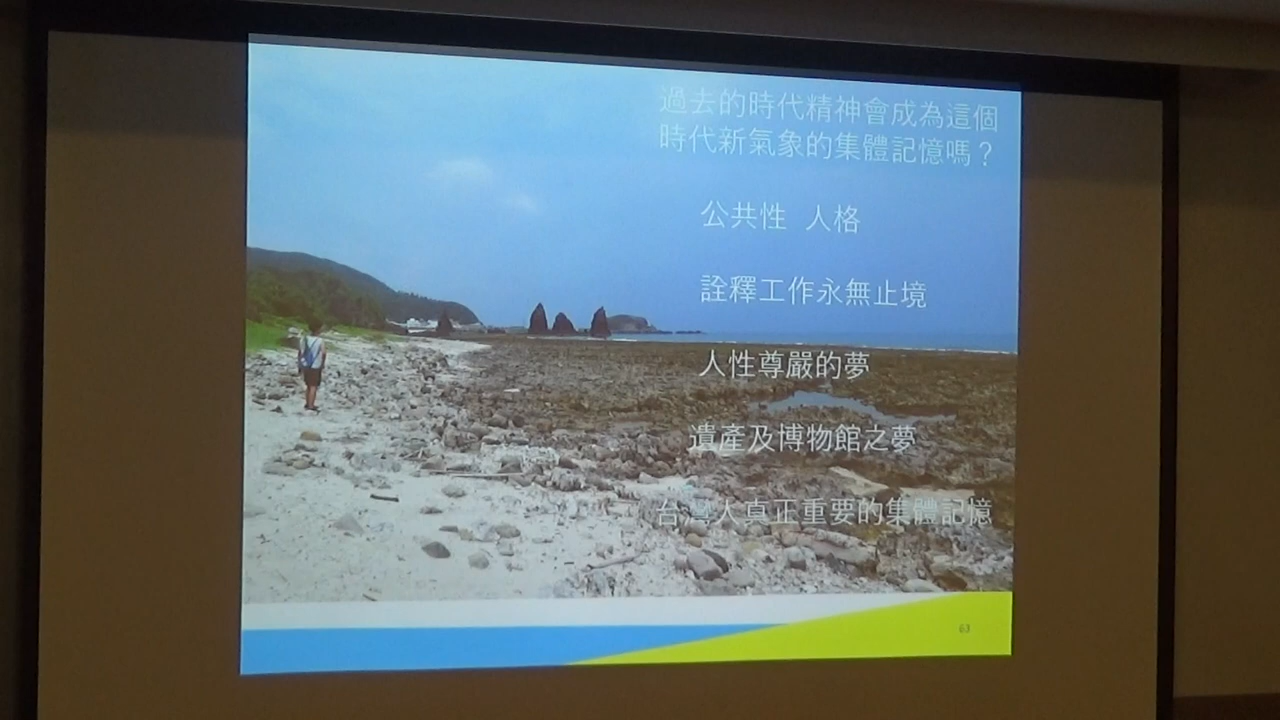 過去的時代精神會成為這個
時代新氣象的集體記憶嗎？
公共性 人格
詮釋工作永無止境
人性尊嚴的夢
遺產及博物館之夢
台灣人真正重要的集體記憶
63